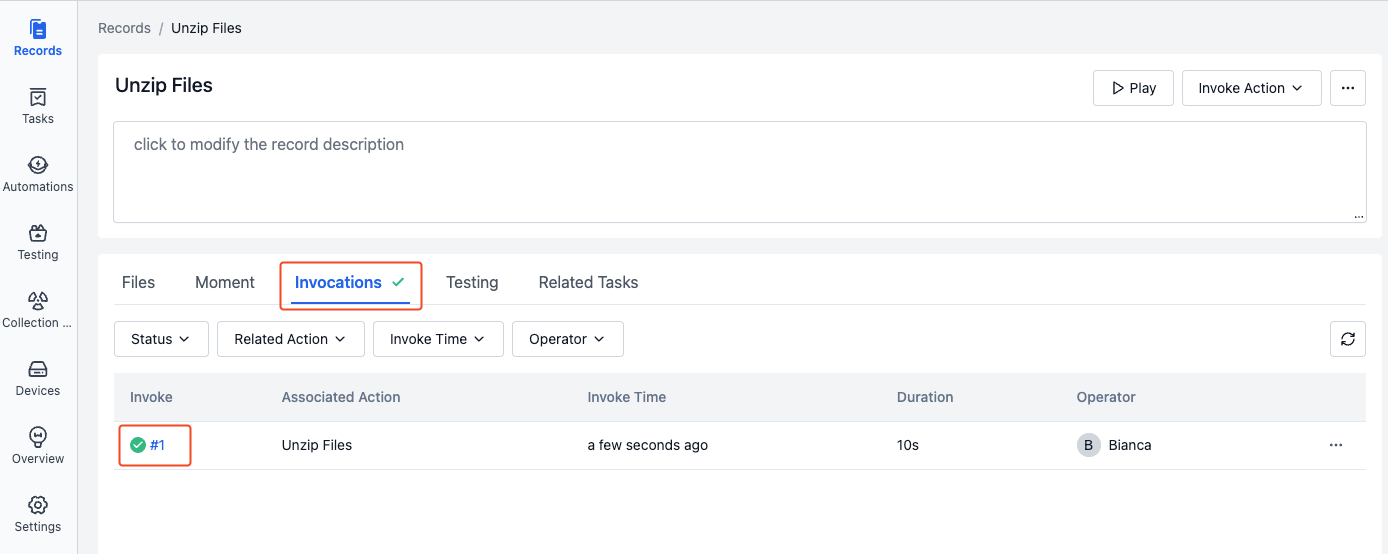 Records
Tasks
Automations
Testing
Collection ...
Devices
Overview
Settings
Records / Unzip Files
Unzip Files
Play
Invoke Action
click to modify the record description
Files
Moment
Invocations
Testing
Related Tasks
Status
Related Action
Invoke Time
Operator
Invoke Associated Action Invoke Time Duration Operator
#1 Unzip Files a few seconds ago 10s B Bianca